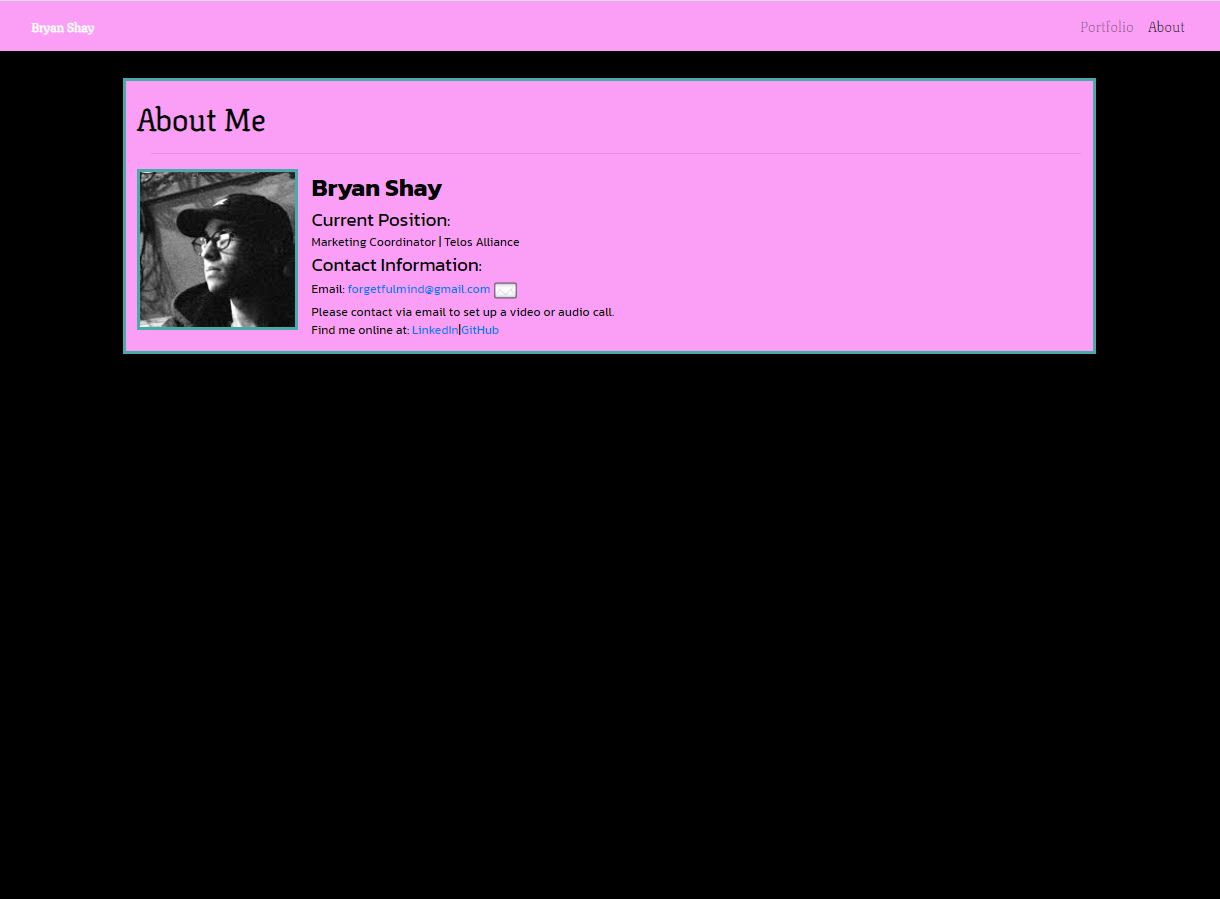 Bryan Shay
Portfolio About
About Me
Bryan Shay
Current Position:
Marketing Coordinator | Telos Alliance
Contact Information:
Email: forgetfulmind@gmail.com
Please contact via email to set up a video or audio call.
Find me online at: LinkedIn|GitHub